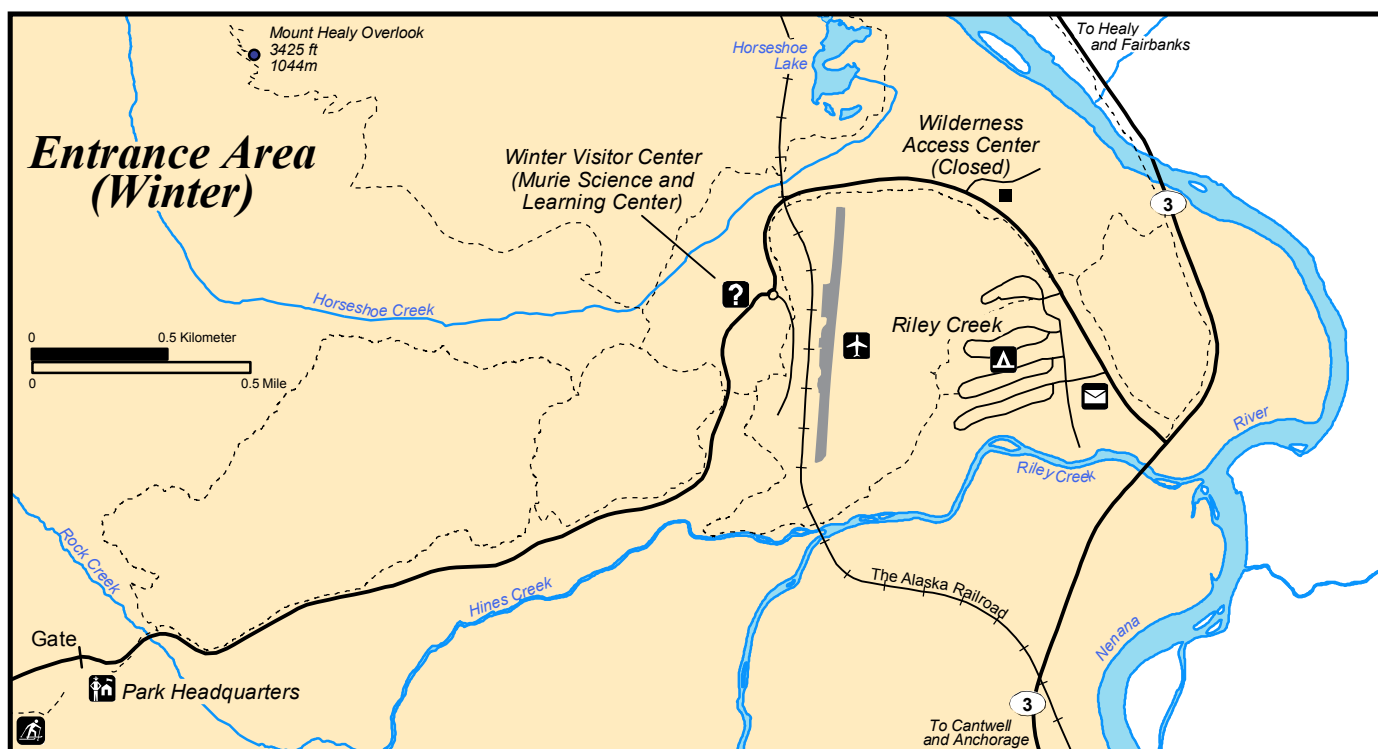 Mount Healy Overlook
3425 ft
1044m
Horseshoe
Lake
To Healy
and Fairbanks
Entrance Area
(Winter)
Winter Visitor Center
(Murie Science and
Learning Center)
Wilderness
Access Center
(Closed)
3
Horseshoe Creek
?
Riley Creek
0 0.5 Kilometer
0 0.5 Mile
River
Riley Creek
Rock Creek
Hines Creek
The Alaska Railroad
Nenana
Gate
Park Headquarters
3
To Cantwell
and Anchorage